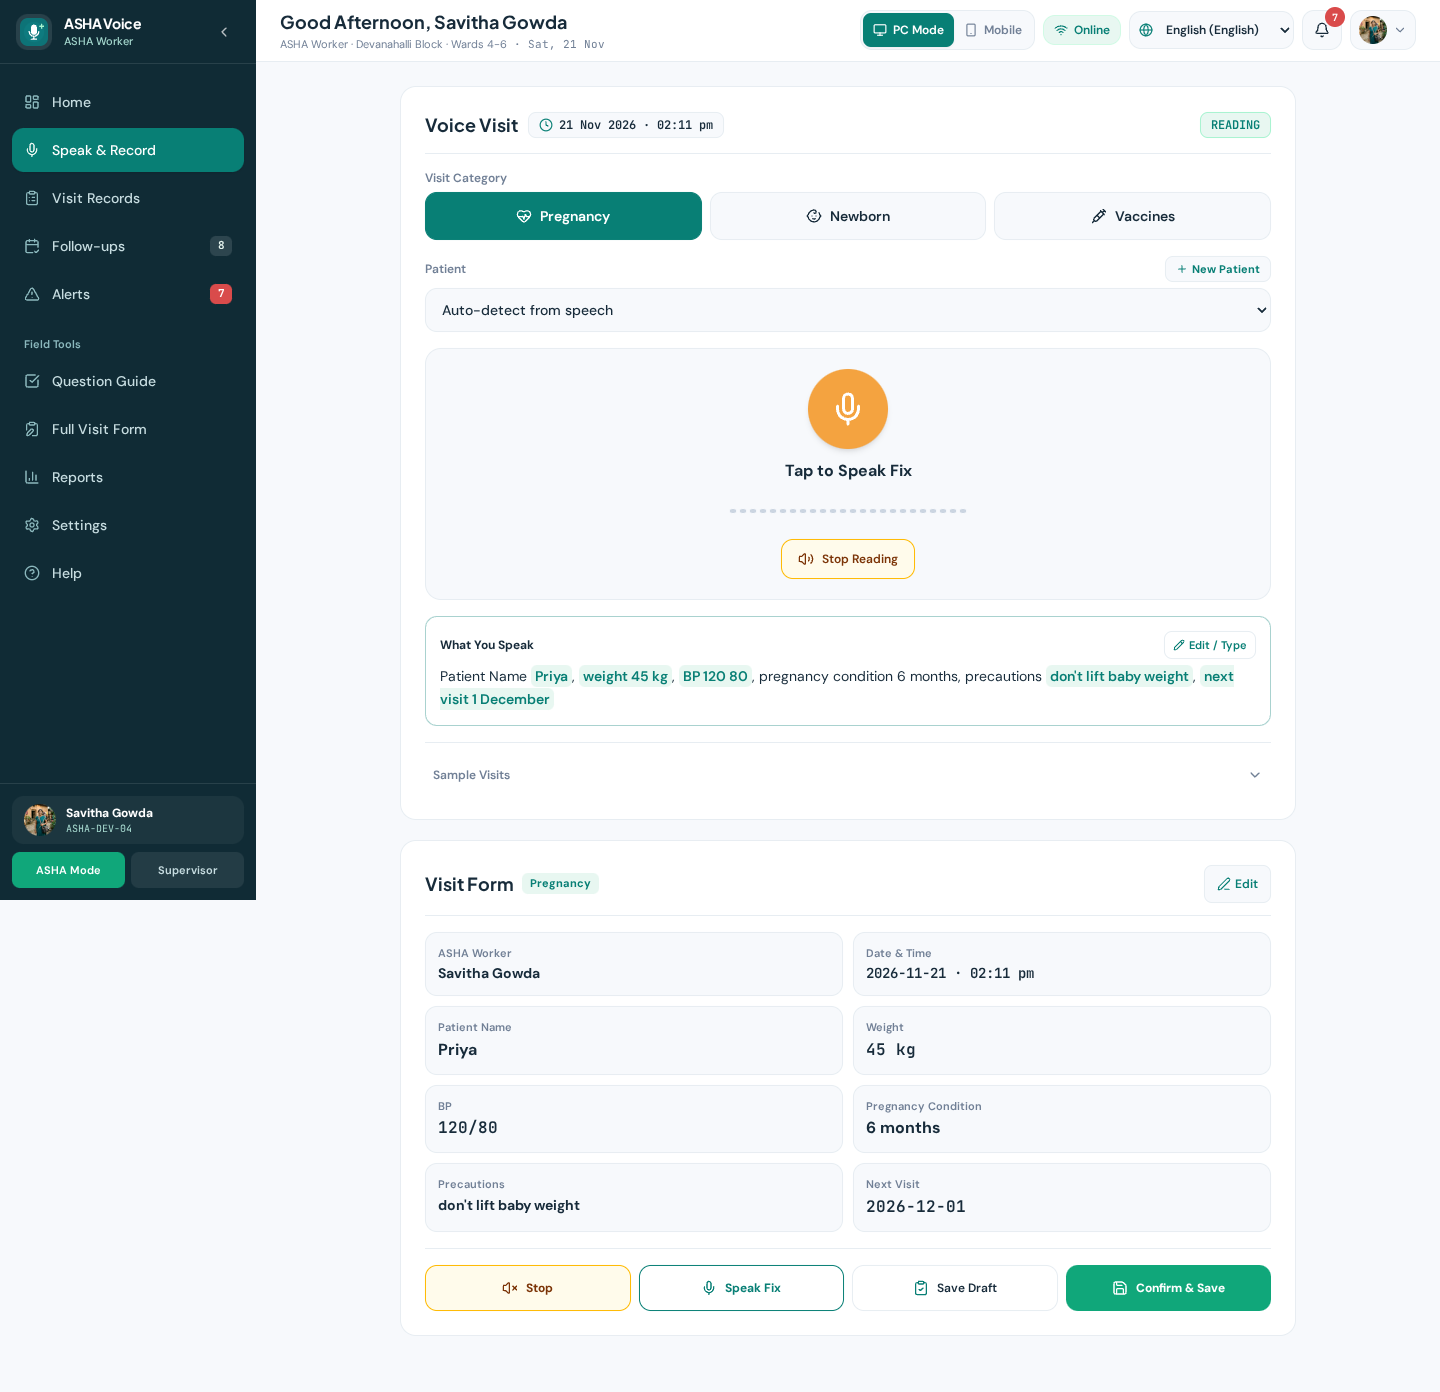 ASHA Voice
ASHA Worker
Home
Speak & Record
Visit Records
Follow-ups 8
Alerts 7
Field Tools
Question Guide
Full Visit Form
Reports
Settings
Help
Savitha Gowda
ASHA-DEV-04
ASHA Mode Supervisor
Good Afternoon, Savitha Gowda
ASHA Worker · Devanahalli Block · Wards 4-6 · Sat, 21 Nov
PC Mode Mobile Online English (English) 7
Voice Visit 21 Nov 2026 · 02:11 pm READING
Visit Category
Pregnancy Newborn Vaccines
Patient New Patient
Auto-detect from speech
Tap to Speak Fix
Stop Reading
What You Speak Edit / Type
Patient Name Priya, weight 45 kg, BP 120 80, pregnancy condition 6 months, precautions don't lift baby weight, next
visit 1 December
Sample Visits
Visit Form Pregnancy Edit
ASHA Worker Date & Time
Savitha Gowda 2026-11-21 · 02:11 pm
Patient Name Weight
Priya 45 kg
BP Pregnancy Condition
120/80 6 months
Precautions Next Visit
don't lift baby weight 2026-12-01
Stop Speak Fix Save Draft Confirm & Save